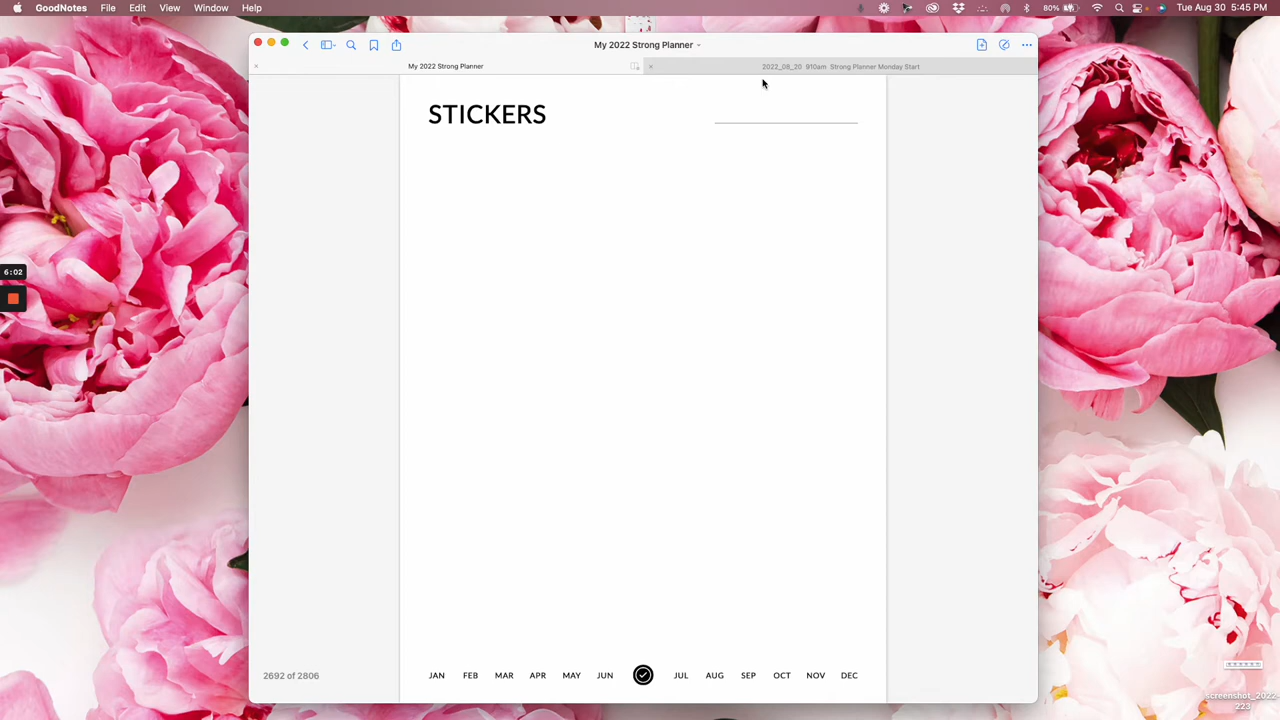 GoodNotes File Edit View Window Help 80% Tue Aug 30 5:45 PM
My 2022 Strong Planner
My 2022 Strong Planner
2022_08_20 910am Strong Planner Monday Start
STICKERS
6:02
2692 of 2806
JAN FEB MAR APR MAY JUN JUL AUG SEP OCT NOV DEC
screenshot_2022-
223